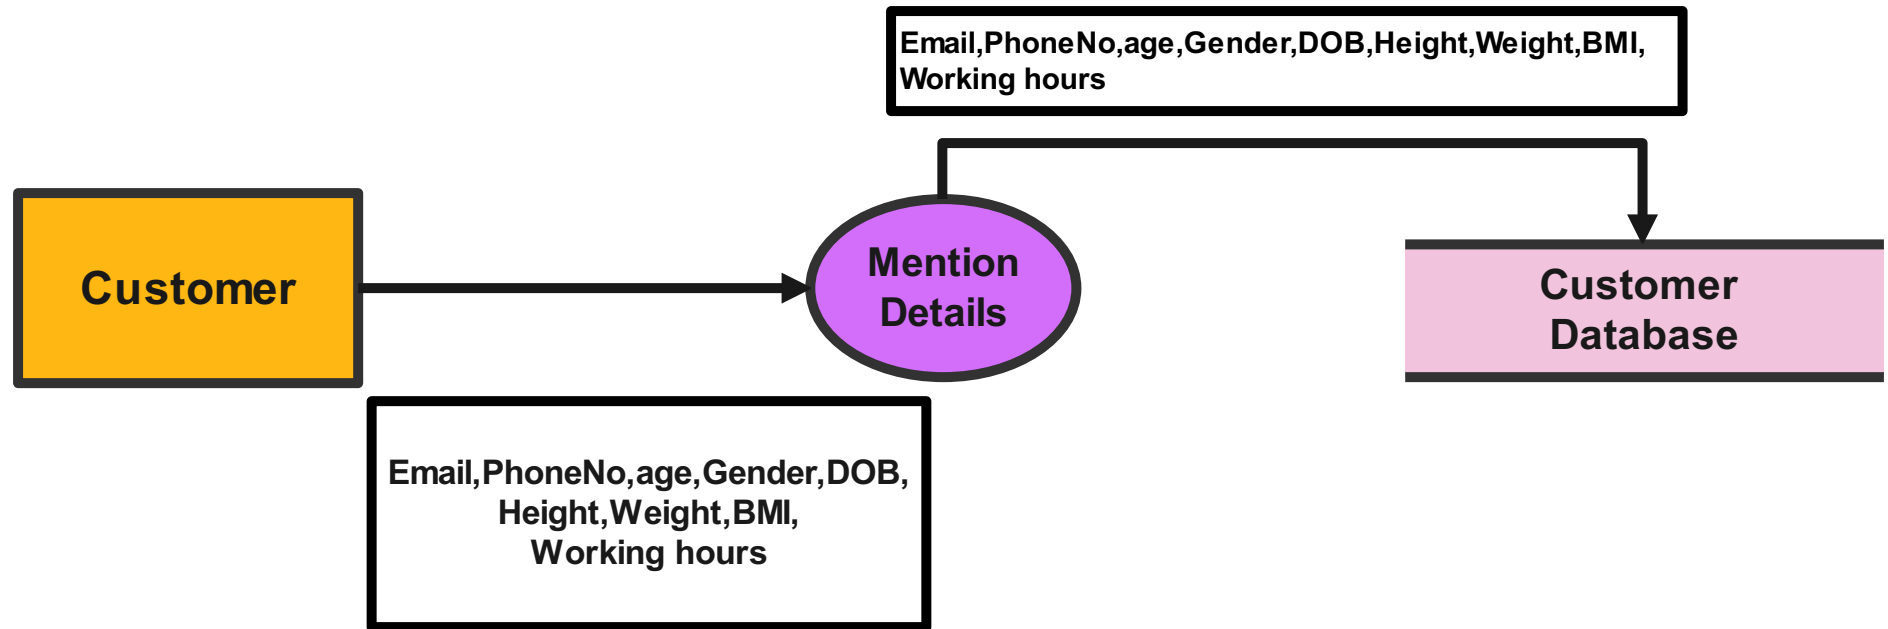 Email,PhoneNo,age,Gender,DOB,Height,Weight,BMI,
Working hours
Customer
Mention
Details
Customer
Database
Email,PhoneNo,age,Gender,DOB,
Height,Weight,BMI,
Working hours